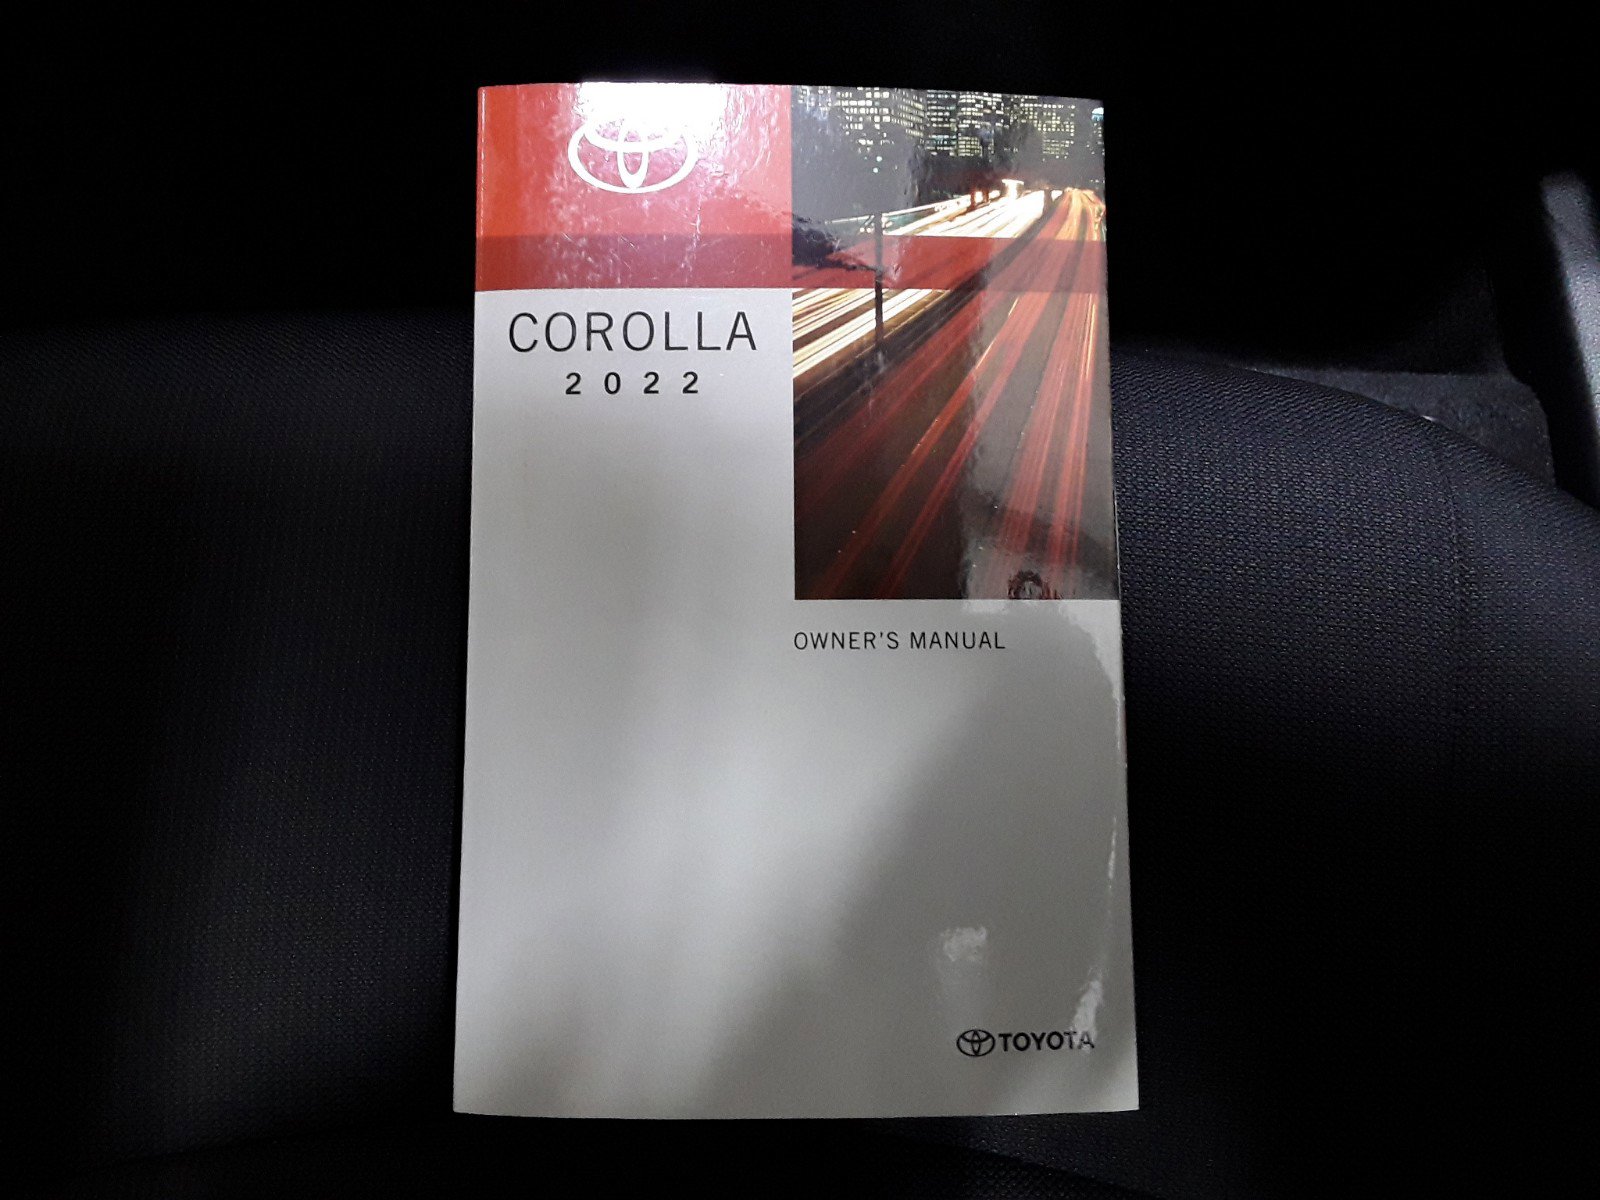 COROLLA
2022
OWNER'S MANUAL
TOYOTA